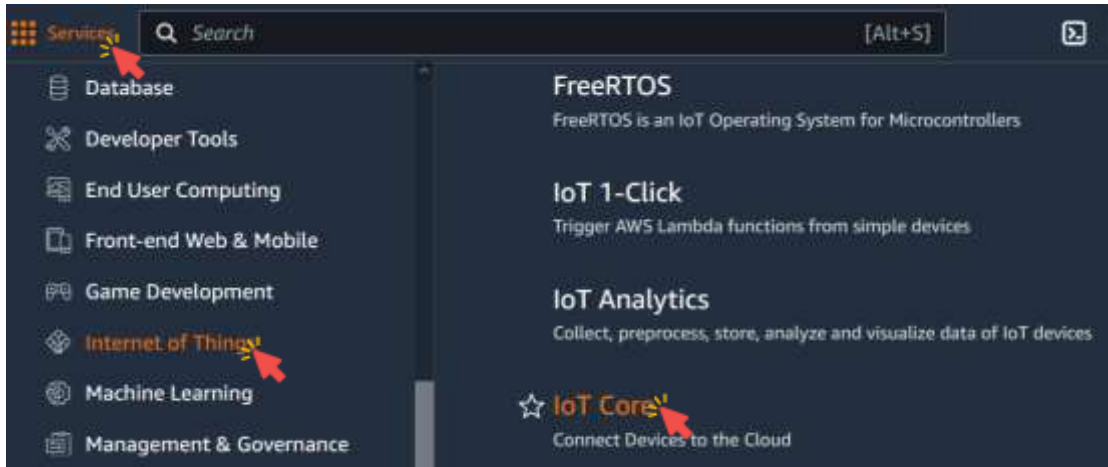 Services
Search
[Alt+S]
Database
Developer Tools
End User Computing
Front-end Web & Mobile
Game Development
Internet of Things
Machine Learning
Management & Governance
FreeRTOS
FreeRTOS is an IoT Operating System for Microcontrollers
IoT 1-Click
Trigger AWS Lambda functions from simple devices
IoT Analytics
Collect, preprocess, store, analyze and visualize data of IoT devices
IoT Core
Connect Devices to the Cloud